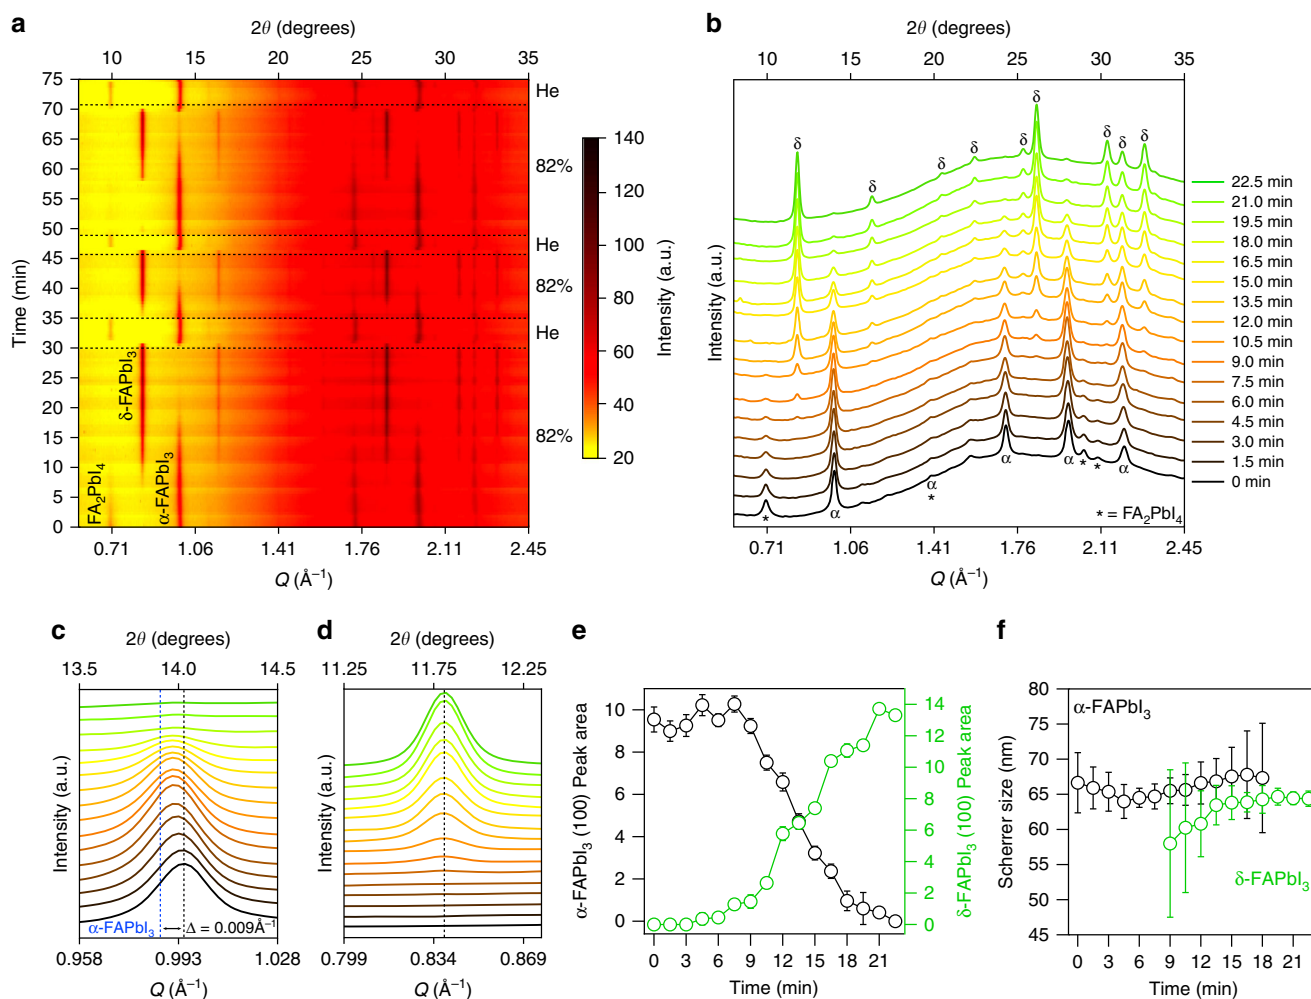 a
2θ (degrees)
10 15 20 25 30 35
75
70
65
60
55
50
45
40
35
30
25
20
15
10
5
0
Time (min)
He
82%
He
82%
He
82%
δ-FAPbI3
FA2PbI4
α-FAPbI3
0.71 1.06 1.41 1.76 2.11 2.45
Q (Å−1)
140
120
100
80
60
40
20
Intensity (a.u.)
b
2θ (degrees)
10 15 20 25 30 35
Intensity (a.u.)
δ δ δ δ δ δ δ δ δ
α α α α α
* * * *
* = FA2PbI4
22.5 min
21.0 min
19.5 min
18.0 min
16.5 min
15.0 min
13.5 min
12.0 min
10.5 min
9.0 min
7.5 min
6.0 min
4.5 min
3.0 min
1.5 min
0 min
0.71 1.06 1.41 1.76 2.11 2.45
Q (Å−1)
c
2θ (degrees)
13.5 14.0 14.5
Intensity (a.u.)
α-FAPbI3 Δ = 0.009Å−1
0.958 0.993 1.028
Q (Å−1)
d
2θ (degrees)
11.25 11.75 12.25
Intensity (a.u.)
0.799 0.834 0.869
Q (Å−1)
e
α-FAPbI3 (100) Peak area
10
8
6
4
2
0
δ-FAPbI3 (100) Peak area
14
12
10
8
6
4
2
0
0 3 6 9 12 15 18 21
Time (min)
f
Scherrer size (nm)
80
75
70
65
60
55
50
45
α-FAPbI3
δ-FAPbI3
0 3 6 9 12 15 18 21
Time (min)